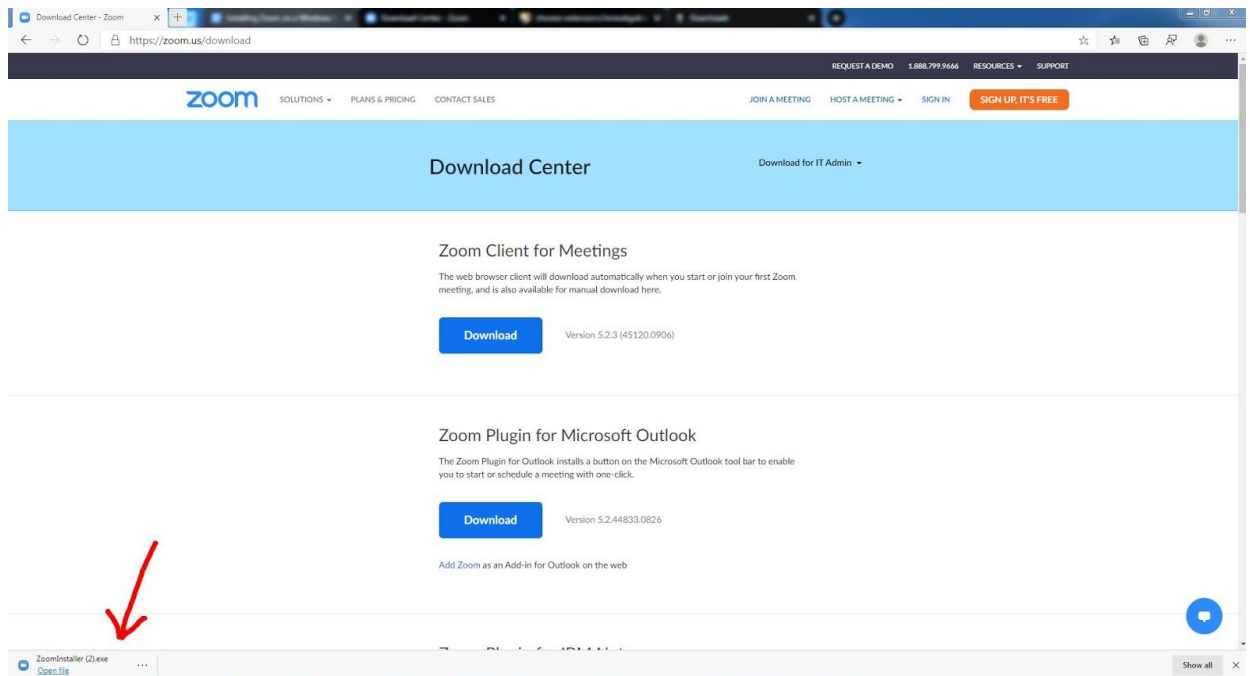 Download Center - Zoom
https://zoom.us/download
REQUEST A DEMO 1.888.799.9666 RESOURCES SUPPORT
zoom SOLUTIONS PLANS & PRICING CONTACT SALES JOIN A MEETING HOST A MEETING SIGN IN SIGN UP, IT'S FREE
Download Center Download for IT Admin
Zoom Client for Meetings
The web browser client will download automatically when you start or join your first Zoom
meeting, and is also available for manual download here.
Download Version 5.2.3 (45120.0906)
Zoom Plugin for Microsoft Outlook
The Zoom Plugin for Outlook installs a button on the Microsoft Outlook tool bar to enable
you to start or schedule a meeting with one-click.
Download Version 5.2.44833.0826
Add Zoom as an Add-in for Outlook on the web
ZoomInstaller (2).exe
Open file
Show all